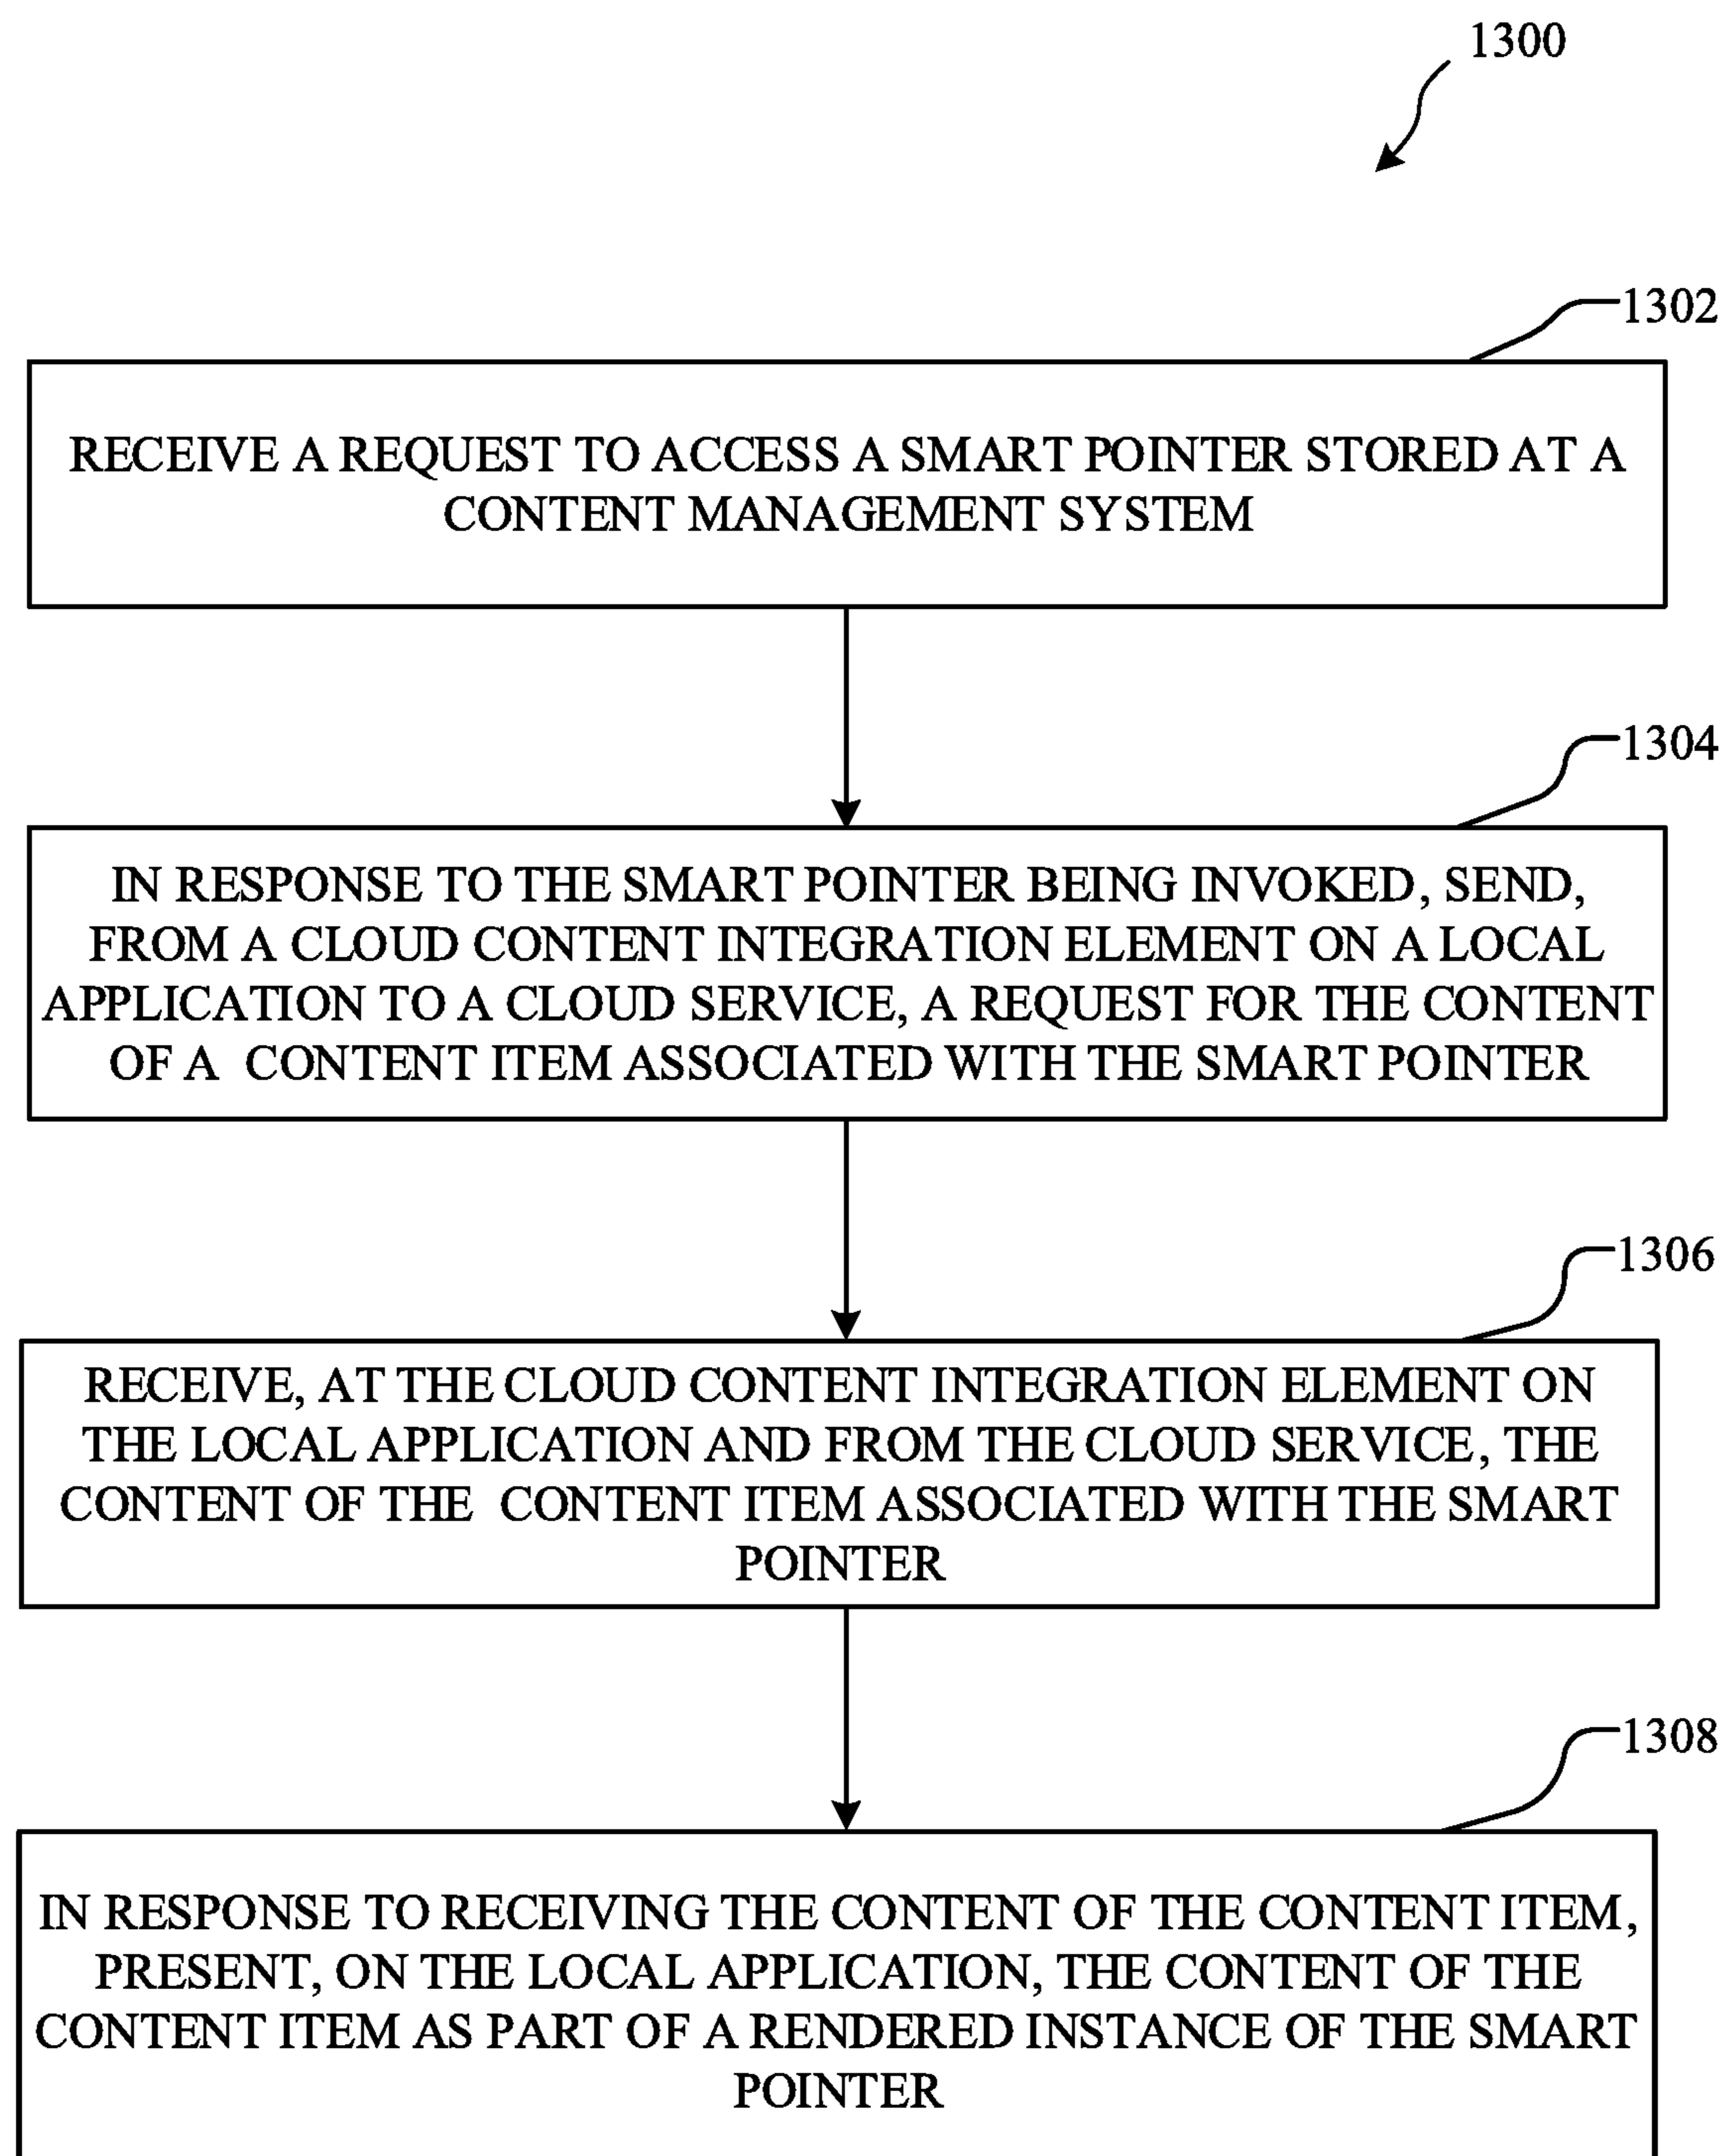 1300
1302
RECEIVE A REQUEST TO ACCESS A SMART POINTER STORED AT A
CONTENT MANAGEMENT SYSTEM
1304
IN RESPONSE TO THE SMART POINTER BEING INVOKED, SEND,
FROM A CLOUD CONTENT INTEGRATION ELEMENT ON A LOCAL
APPLICATION TO A CLOUD SERVICE, A REQUEST FOR THE CONTENT
OF A CONTENT ITEM ASSOCIATED WITH THE SMART POINTER
1306
RECEIVE, AT THE CLOUD CONTENT INTEGRATION ELEMENT ON
THE LOCAL APPLICATION AND FROM THE CLOUD SERVICE, THE
CONTENT OF THE CONTENT ITEM ASSOCIATED WITH THE SMART
POINTER
1308
IN RESPONSE TO RECEIVING THE CONTENT OF THE CONTENT ITEM,
PRESENT, ON THE LOCAL APPLICATION, THE CONTENT OF THE
CONTENT ITEM AS PART OF A RENDERED INSTANCE OF THE SMART
POINTER